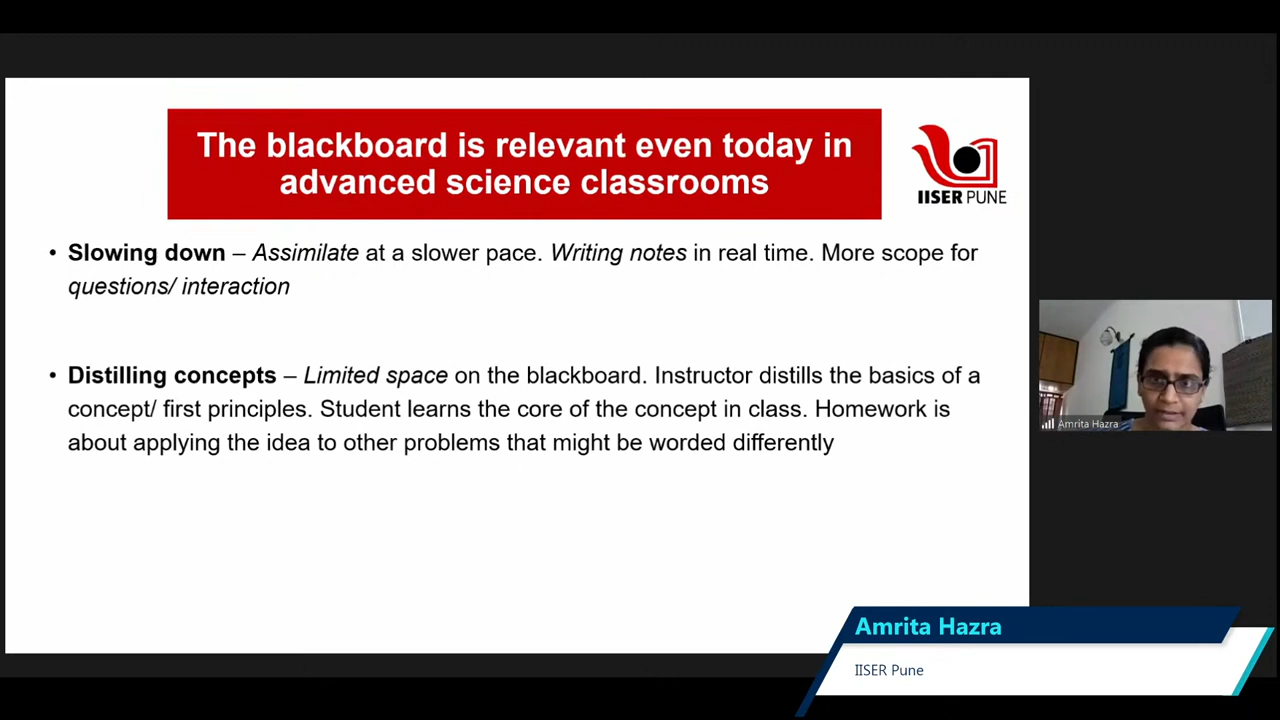 The blackboard is relevant even today in
advanced science classrooms
IISER PUNE
• Slowing down – Assimilate at a slower pace. Writing notes in real time. More scope for
questions/ interaction
• Distilling concepts – Limited space on the blackboard. Instructor distills the basics of a
concept/ first principles. Student learns the core of the concept in class. Homework is
about applying the idea to other problems that might be worded differently
Amrita Hazra
Amrita Hazra
IISER Pune